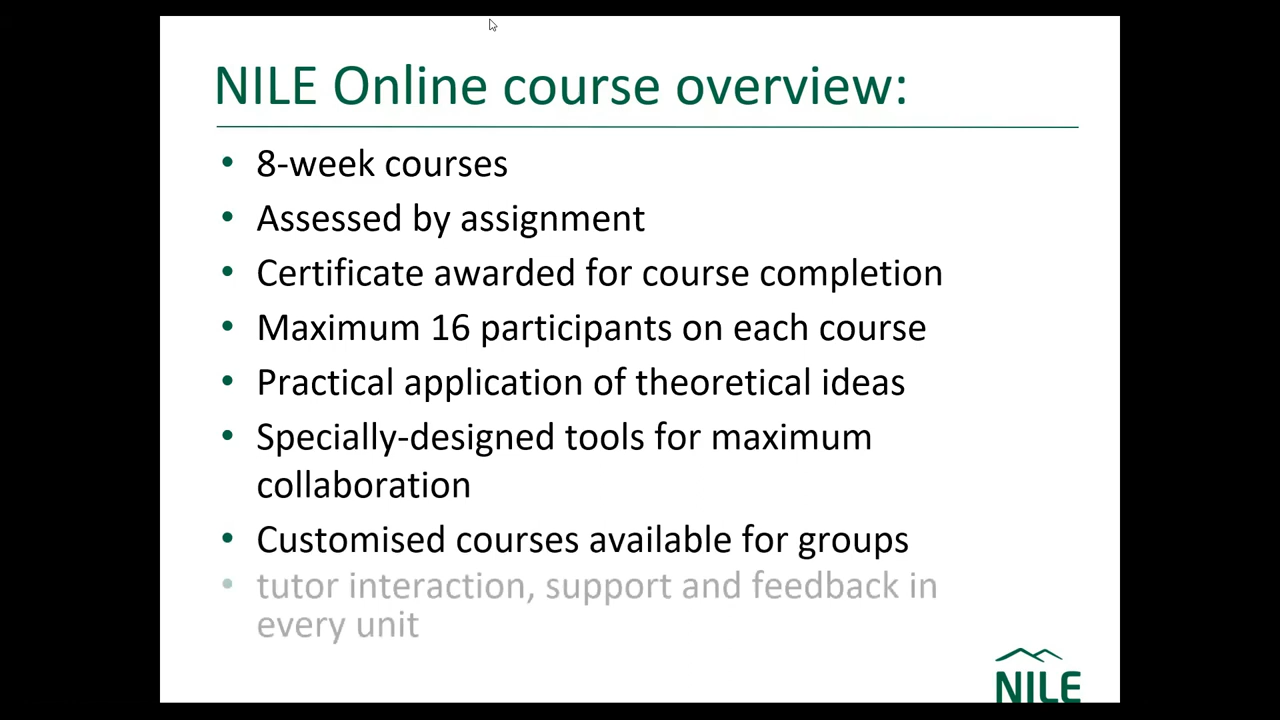 NILE Online course overview:
• 8-week courses
• Assessed by assignment
• Certificate awarded for course completion
• Maximum 16 participants on each course
• Practical application of theoretical ideas
• Specially-designed tools for maximum
collaboration
• Customised courses available for groups
• tutor interaction, support and feedback in
every unit
NILE